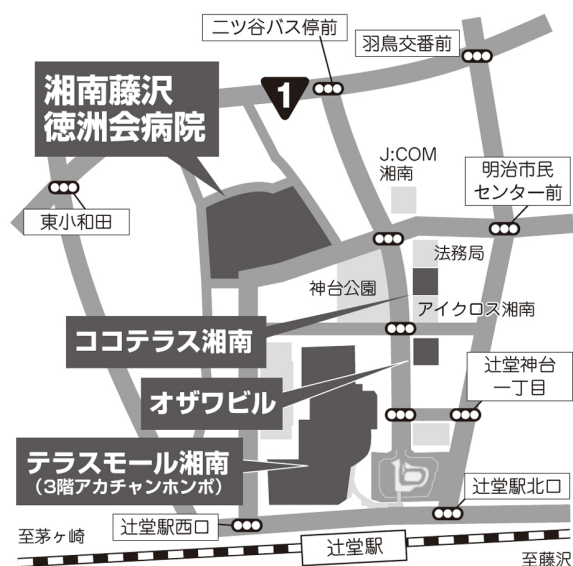 二ツ谷バス停前
羽鳥交番前
1
湘南藤沢
徳洲会病院
J:COM
湘南
明治市民
センター前
東小和田
法務局
神台公園
アイクロス湘南
ココテラス湘南
辻堂神台
一丁目
オザワビル
テラスモール湘南
（3階アカチャンホンポ）
辻堂駅北口
辻堂駅西口
至茅ヶ崎
辻堂駅
至藤沢